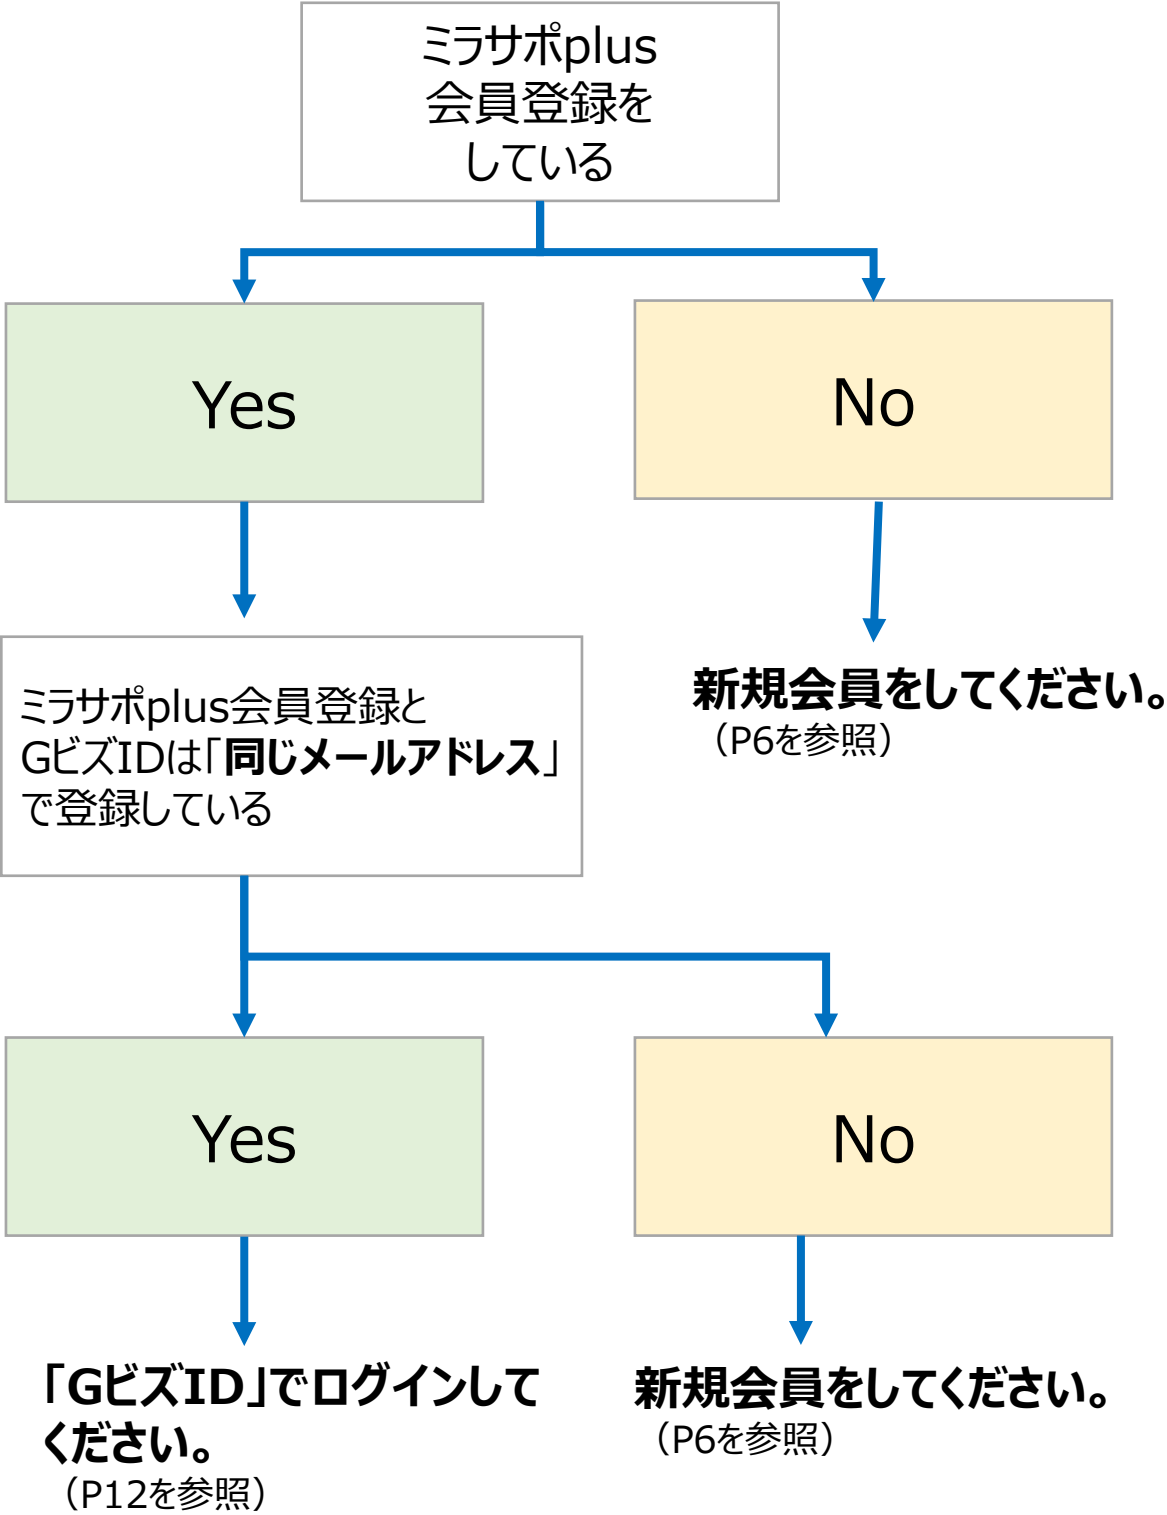 ミラサポplus
会員登録を
している
Yes
No
新規会員をしてください。
（P6を参照）
ミラサポplus会員登録と
GビズIDは「同じメールアドレス」
で登録している
Yes
No
「GビズID」でログインして
ください。
（P12を参照）
新規会員をしてください。
（P6を参照）